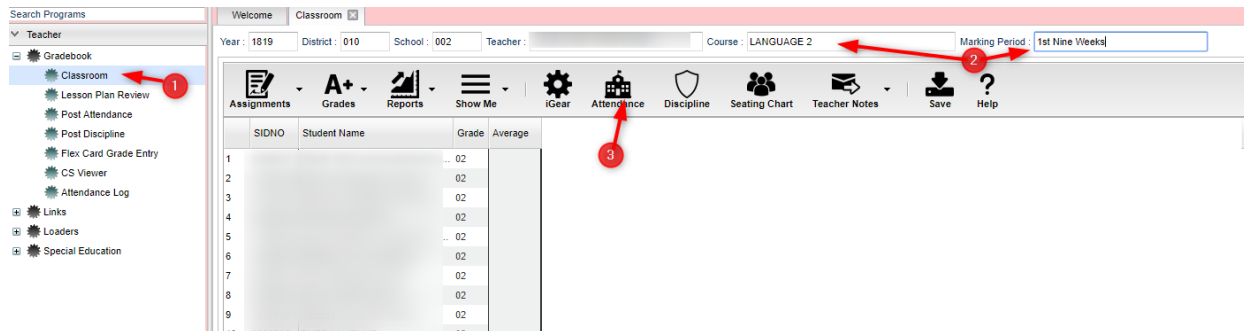 Search Programs
Teacher
Gradebook
Classroom
Lesson Plan Review
Post Attendance
Post Discipline
Flex Card Grade Entry
CS Viewer
Attendance Log
Links
Loaders
Special Education
1
Welcome Classroom
Year : 1819 District : 010 School : 002 Teacher : Course : LANGUAGE 2 Marking Period : 1st Nine Weeks
2
A+
Assignments Grades Reports Show Me iGear Attendance Discipline Seating Chart Teacher Notes Save Help
3
SIDNO Student Name Grade Average
1 ... 02
2 02
3 02
4 02
5 .. 02
6 02
7 02
8 02
9 02